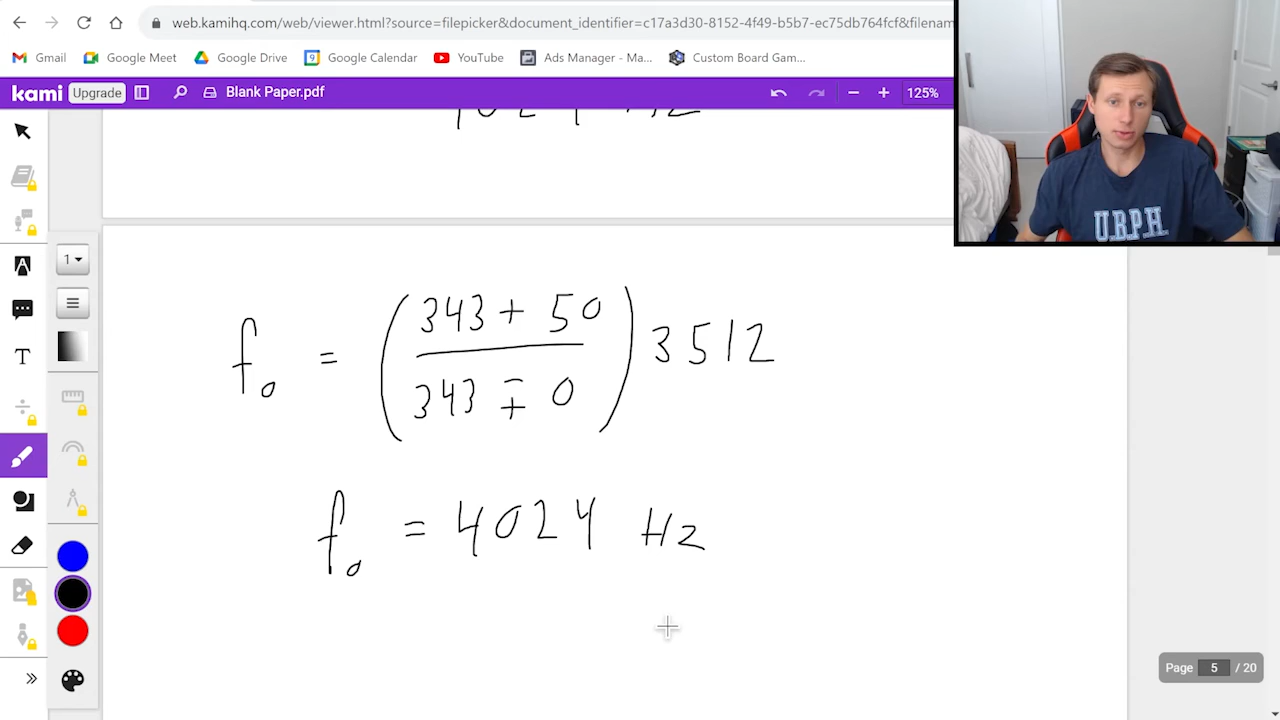 web.kamihq.com/web/viewer.html?source=filepicker&document_identifier=c17a3d30-8152-4f49-b5b7-ec75db764fcf&filenam
Gmail Google Meet Google Drive Google Calendar YouTube Ads Manager - Ma... Custom Board Gam...
kami Upgrade Blank Paper.pdf 125%
4024 Hz
U.B.P.H.
1
T
f₀ = ((343 + 50)/(343 ∓ 0)) 3512
f₀ = 4024 Hz
Page 5 / 20